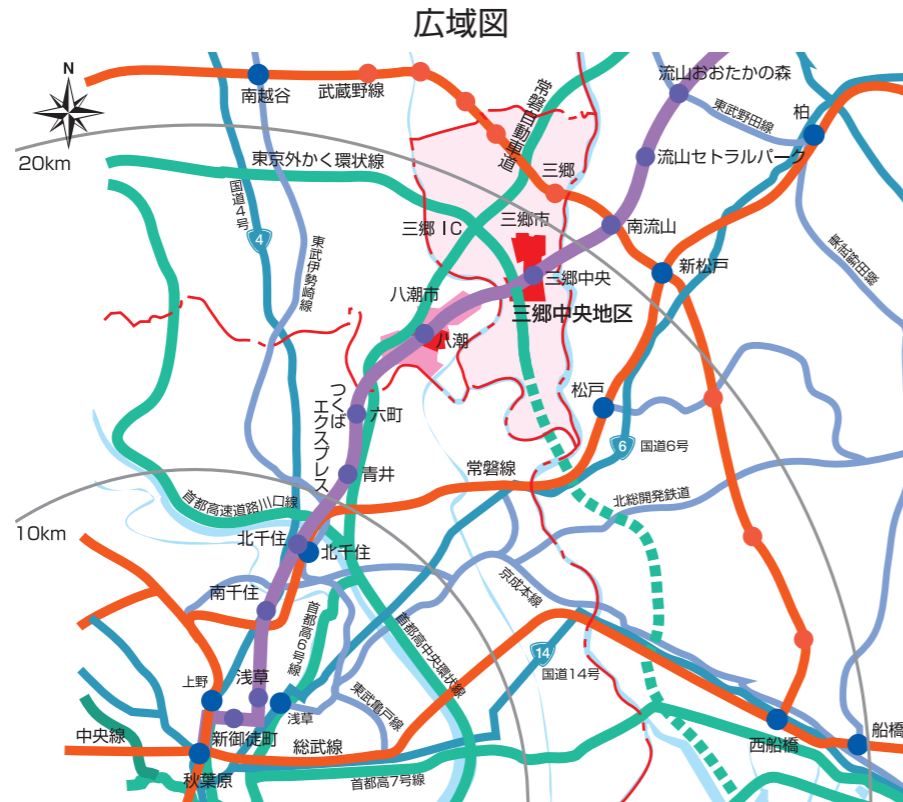 広域図
N
南越谷
武蔵野線
常磐自動車道
流山おおたかの森
東武野田線
柏
20km
東京外かく環状線
流山セトラルパーク
三郷
国道4号
4
三郷IC
三郷市
南流山
東武伊勢崎線
三郷中央
新松戸
東武野田線
八潮市
三郷中央地区
八潮
つくば
エクスプレス
六町
松戸
6
国道6号
常磐線
青井
首都高速道路川口線
北総開発鉄道
10km
北千住
北千住
京成本線
南千住
首都高6号線
首都高中央環状線
14
国道14号
上野
浅草
浅草
東武亀戸線
中央線
新御徒町
総武線
西船橋
船橋
秋葉原
首都高7号線